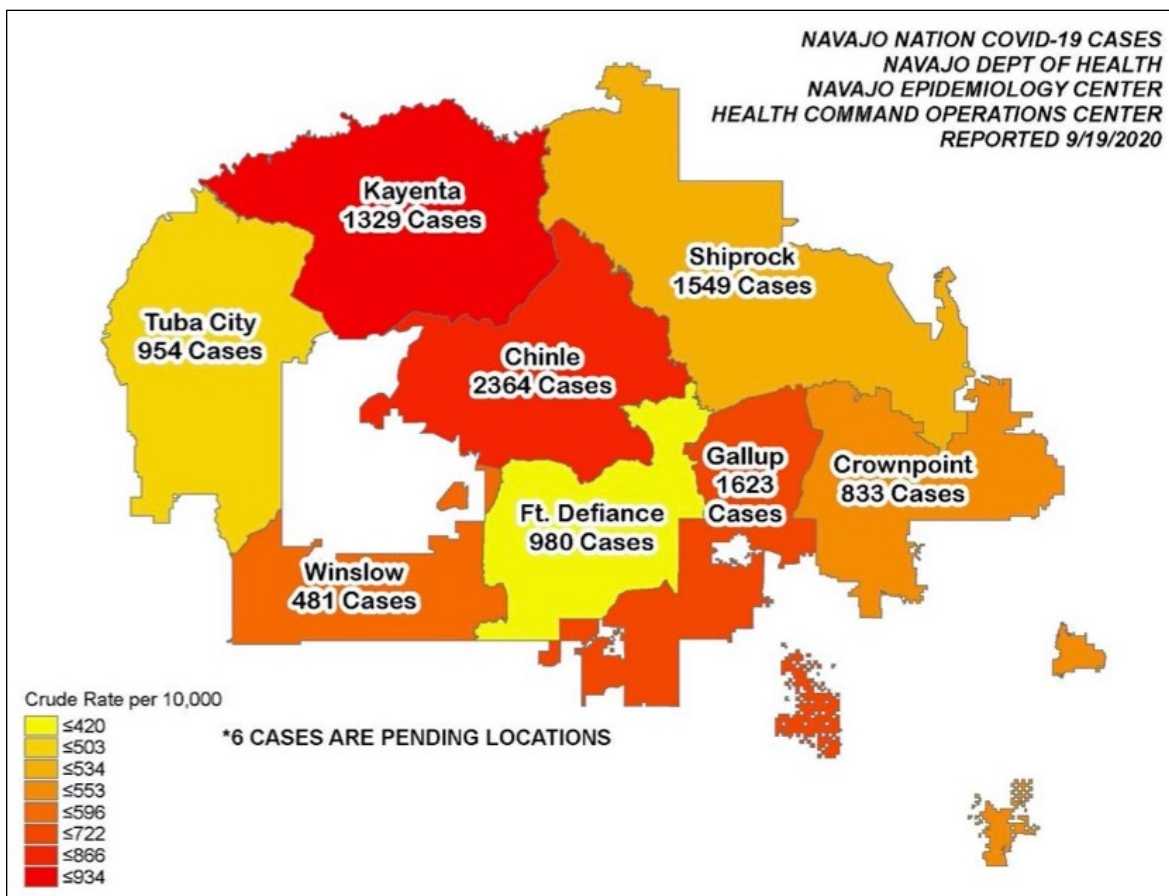 NAVAJO NATION COVID-19 CASES
NAVAJO DEPT OF HEALTH
NAVAJO EPIDEMIOLOGY CENTER
HEALTH COMMAND OPERATIONS CENTER
REPORTED 9/19/2020
Kayenta
1329 Cases
Shiprock
1549 Cases
Tuba City
954 Cases
Chinle
2364 Cases
Gallup
1623
Cases
Crownpoint
833 Cases
Ft. Defiance
980 Cases
Winslow
481 Cases
Crude Rate per 10,000
≤420
≤503
≤534
≤553
≤596
≤722
≤866
≤934
*6 CASES ARE PENDING LOCATIONS